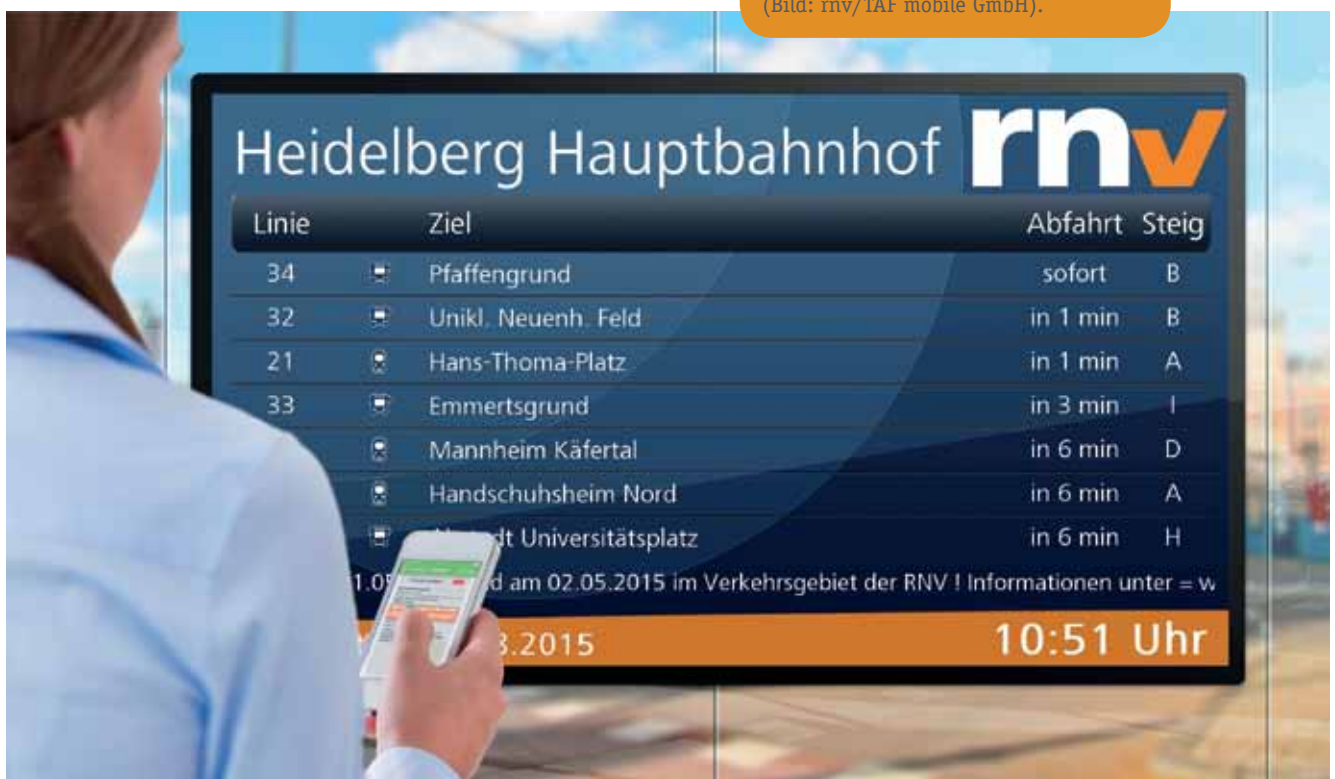 (Bild: rnv/TAF mobile GmbH).
Heidelberg Hauptbahnhof rnv
Linie Ziel Abfahrt Steig
34 Pfaffengrund sofort B
32 Unikl. Neuenh. Feld in 1 min B
21 Hans-Thoma-Platz in 1 min A
33 Emmertsgrund in 3 min I
Mannheim Käfertal in 6 min D
Handschuhsheim Nord in 6 min A
Universitätsplatz in 6 min H
am 02.05.2015 im Verkehrsgebiet der RNV ! Informationen unter = w
.2015 10:51 Uhr